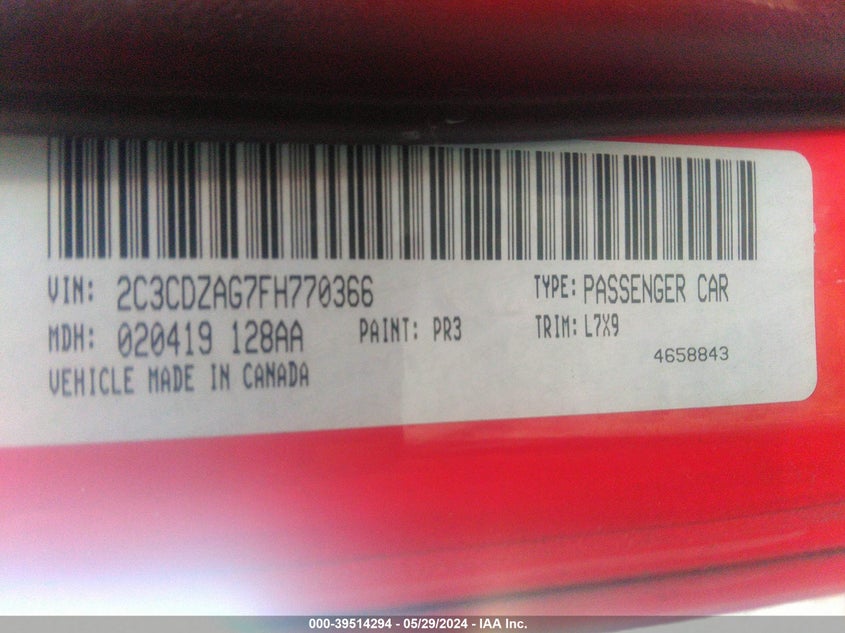 VIN: 2C3CDZAG7FH770366 TYPE: PASSENGER CAR
MDH: 020419 128AA PAINT: PR3 TRIM: L7X9
4658843
VEHICLE MADE IN CANADA
000-39514294 - 05/29/2024 - IAA Inc.